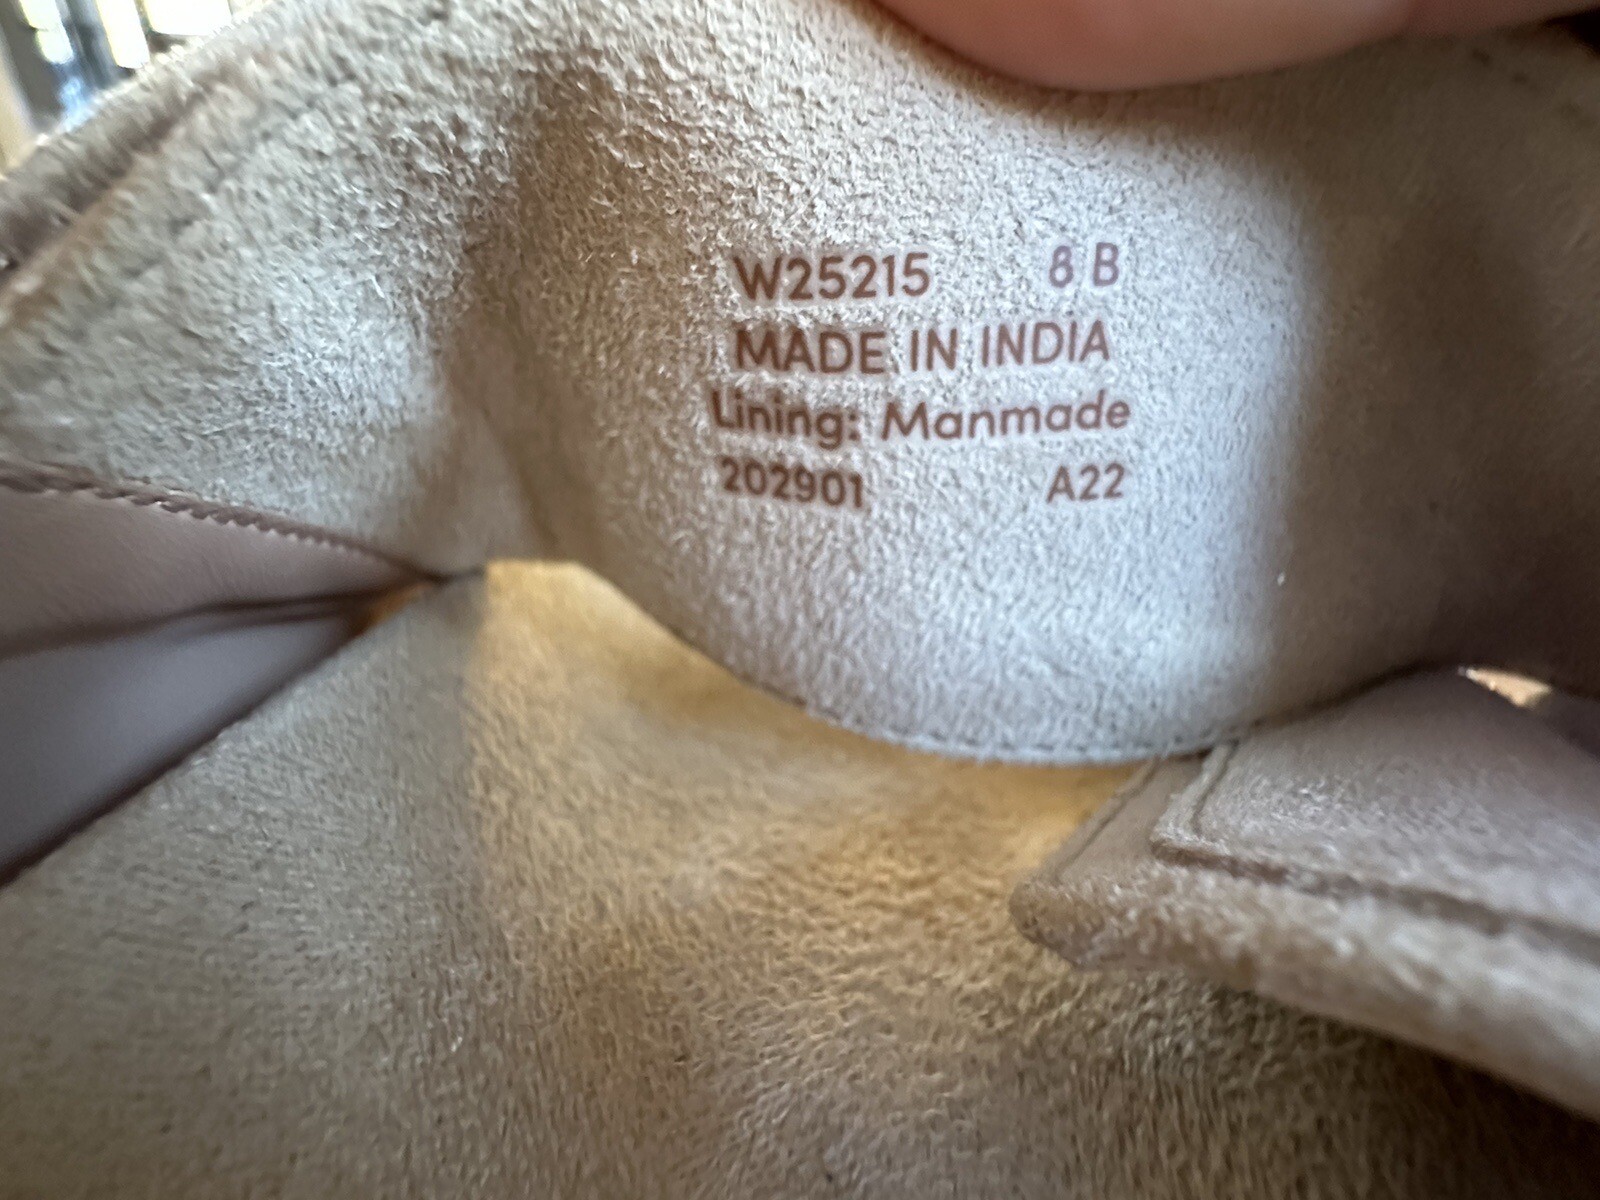 W25215 8 B
MADE IN INDIA
Lining: Manmade
202901 A22